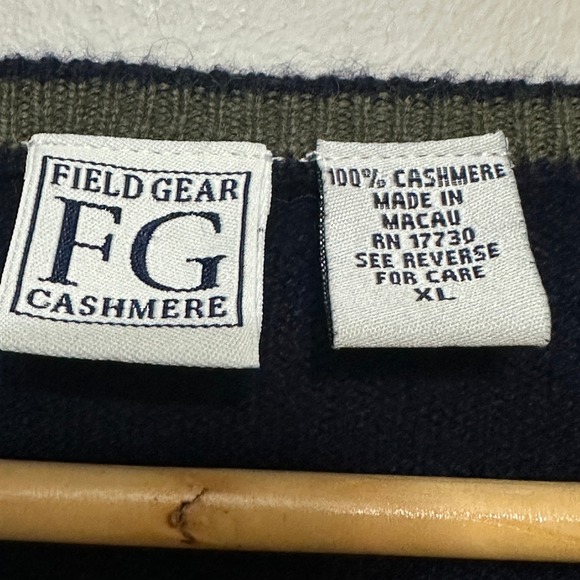 FIELD GEAR
FG
CASHMERE
100% CASHMERE
MADE IN
MACAU
RN 17730
SEE REVERSE
FOR CARE
XL